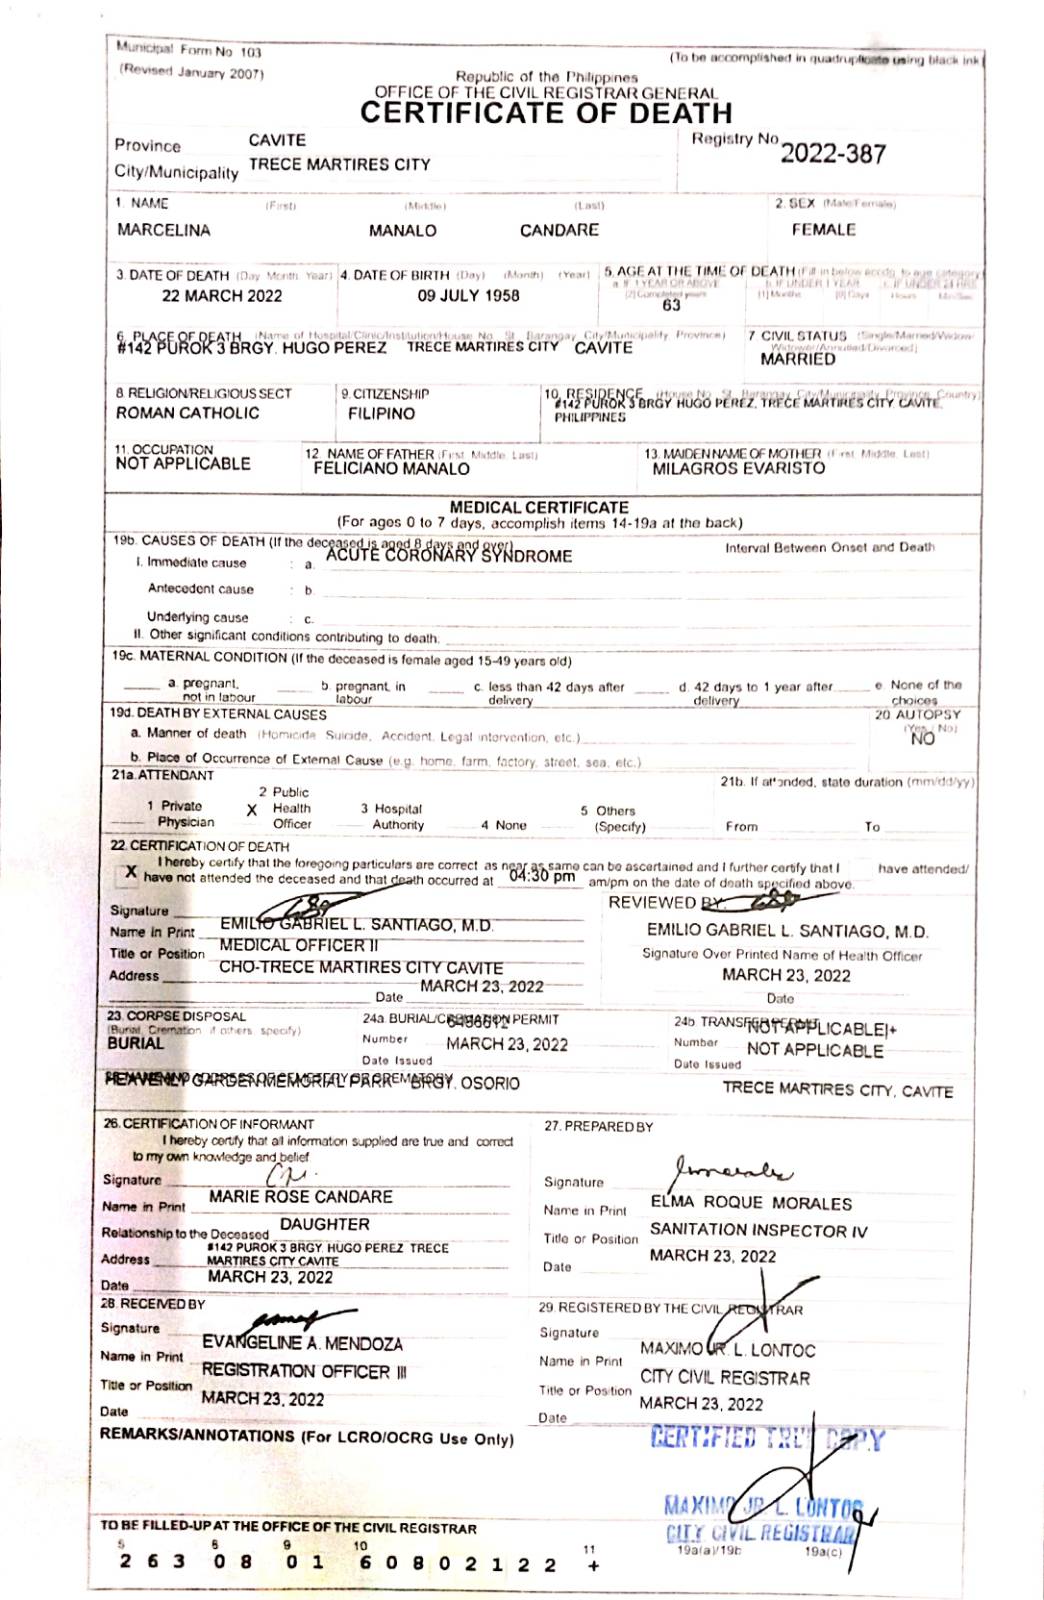 Municipal Form No 103
(Revised January 2007)
(To be accomplished in quadruplicate using black ink)
Republic of the Philippines
OFFICE OF THE CIVIL REGISTRAR GENERAL
CERTIFICATE OF DEATH
Province CAVITE
City/Municipality TRECE MARTIRES CITY
Registry No 2022-387
1. NAME (First) (Middle) (Last)
MARCELINA MANALO CANDARE
2. SEX (Male/Female)
FEMALE
3. DATE OF DEATH (Day Month Year)
22 MARCH 2022
4. DATE OF BIRTH (Day) (Month) (Year)
09 JULY 1958
5. AGE AT THE TIME OF DEATH (Fill in below accdg. to age category)
a. IF 1 YEAR OR ABOVE b. IF UNDER 1 YEAR c. IF UNDER 24 HRS
[2] Completed years [1] Months [0] Days Hours Min/Sec
63
6. PLACE OF DEATH (Name of Hospital/Clinic/Institution/House No. St. Barangay City/Municipality Province)
#142 PUROK 3 BRGY. HUGO PEREZ TRECE MARTIRES CITY CAVITE
7 CIVIL STATUS (Single/Married/Widow/
Widower/Annulled/Divorced)
MARRIED
8. RELIGION/RELIGIOUS SECT
ROMAN CATHOLIC
9. CITIZENSHIP
FILIPINO
10. RESIDENCE (House No. St. Barangay, City/Municipality Province, Country)
#142 PUROK 3 BRGY HUGO PEREZ, TRECE MARTIRES CITY, CAVITE,
PHILIPPINES
11. OCCUPATION
NOT APPLICABLE
12. NAME OF FATHER (First, Middle, Last)
FELICIANO MANALO
13. MAIDEN NAME OF MOTHER (First, Middle, Last)
MILAGROS EVARISTO
MEDICAL CERTIFICATE
(For ages 0 to 7 days, accomplish items 14-19a at the back)
19b. CAUSES OF DEATH (If the deceased is aged 8 days and over)
Interval Between Onset and Death
I. Immediate cause : a. ACUTE CORONARY SYNDROME
Antecedent cause : b.
Underlying cause : c.
II. Other significant conditions contributing to death:
19c. MATERNAL CONDITION (If the deceased is female aged 15-49 years old)
a. pregnant, not in labour
b. pregnant, in labour
c. less than 42 days after delivery
d. 42 days to 1 year after delivery
e. None of the choices
19d. DEATH BY EXTERNAL CAUSES
a. Manner of death (Homicide, Suicide, Accident, Legal intervention, etc.)
b. Place of Occurrence of External Cause (e.g. home, farm, factory, street, sea, etc.)
20 AUTOPSY
(Yes / No)
NO
21a. ATTENDANT
1 Private Physician
X 2 Public Health Officer
3 Hospital Authority
4 None
5 Others (Specify)
21b. If attended, state duration (mm/dd/yy)
From To
22. CERTIFICATION OF DEATH
I hereby certify that the foregoing particulars are correct as near as same can be ascertained and I further certify that I have attended/
X have not attended the deceased and that death occurred at 04:30 pm am/pm on the date of death specified above.
Signature
Name in Print EMILIO GABRIEL L. SANTIAGO, M.D.
Title or Position MEDICAL OFFICER II
Address CHO-TRECE MARTIRES CITY CAVITE
Date MARCH 23, 2022
REVIEWED BY
EMILIO GABRIEL L. SANTIAGO, M.D.
Signature Over Printed Name of Health Officer
MARCH 23, 2022
Date
23. CORPSE DISPOSAL
(Burial, Cremation, if others, specify)
BURIAL
24a. BURIAL/CREMATION PERMIT
Number
Date Issued MARCH 23, 2022
24b. TRANSFER PERMIT
Number NOT APPLICABLE|+
Date Issued NOT APPLICABLE
HEAVENLY GARDEN MEMORIAL PARK BRGY. OSORIO TRECE MARTIRES CITY, CAVITE
26. CERTIFICATION OF INFORMANT
I hereby certify that all information supplied are true and correct
to my own knowledge and belief
Signature
Name in Print MARIE ROSE CANDARE
Relationship to the Deceased DAUGHTER
Address #142 PUROK 3 BRGY. HUGO PEREZ TRECE
MARTIRES CITY CAVITE
Date MARCH 23, 2022
27. PREPARED BY
Signature
Name in Print ELMA ROQUE MORALES
Title or Position SANITATION INSPECTOR IV
Date MARCH 23, 2022
28. RECEIVED BY
Signature
Name in Print EVANGELINE A. MENDOZA
Title or Position REGISTRATION OFFICER III
Date MARCH 23, 2022
29. REGISTERED BY THE CIVIL REGISTRAR
Signature
Name in Print MAXIMO JR. L. LONTOC
Title or Position CITY CIVIL REGISTRAR
Date MARCH 23, 2022
REMARKS/ANNOTATIONS (For LCRO/OCRG Use Only)
CERTIFIED TRUE COPY
MAXIMO JR. L. LONTOC
CITY CIVIL REGISTRAR
TO BE FILLED-UP AT THE OFFICE OF THE CIVIL REGISTRAR
5 8 9 10 11 19a(a)/19b 19a(c)
2 6 3 0 8 0 1 6 0 8 0 2 1 2 2 +